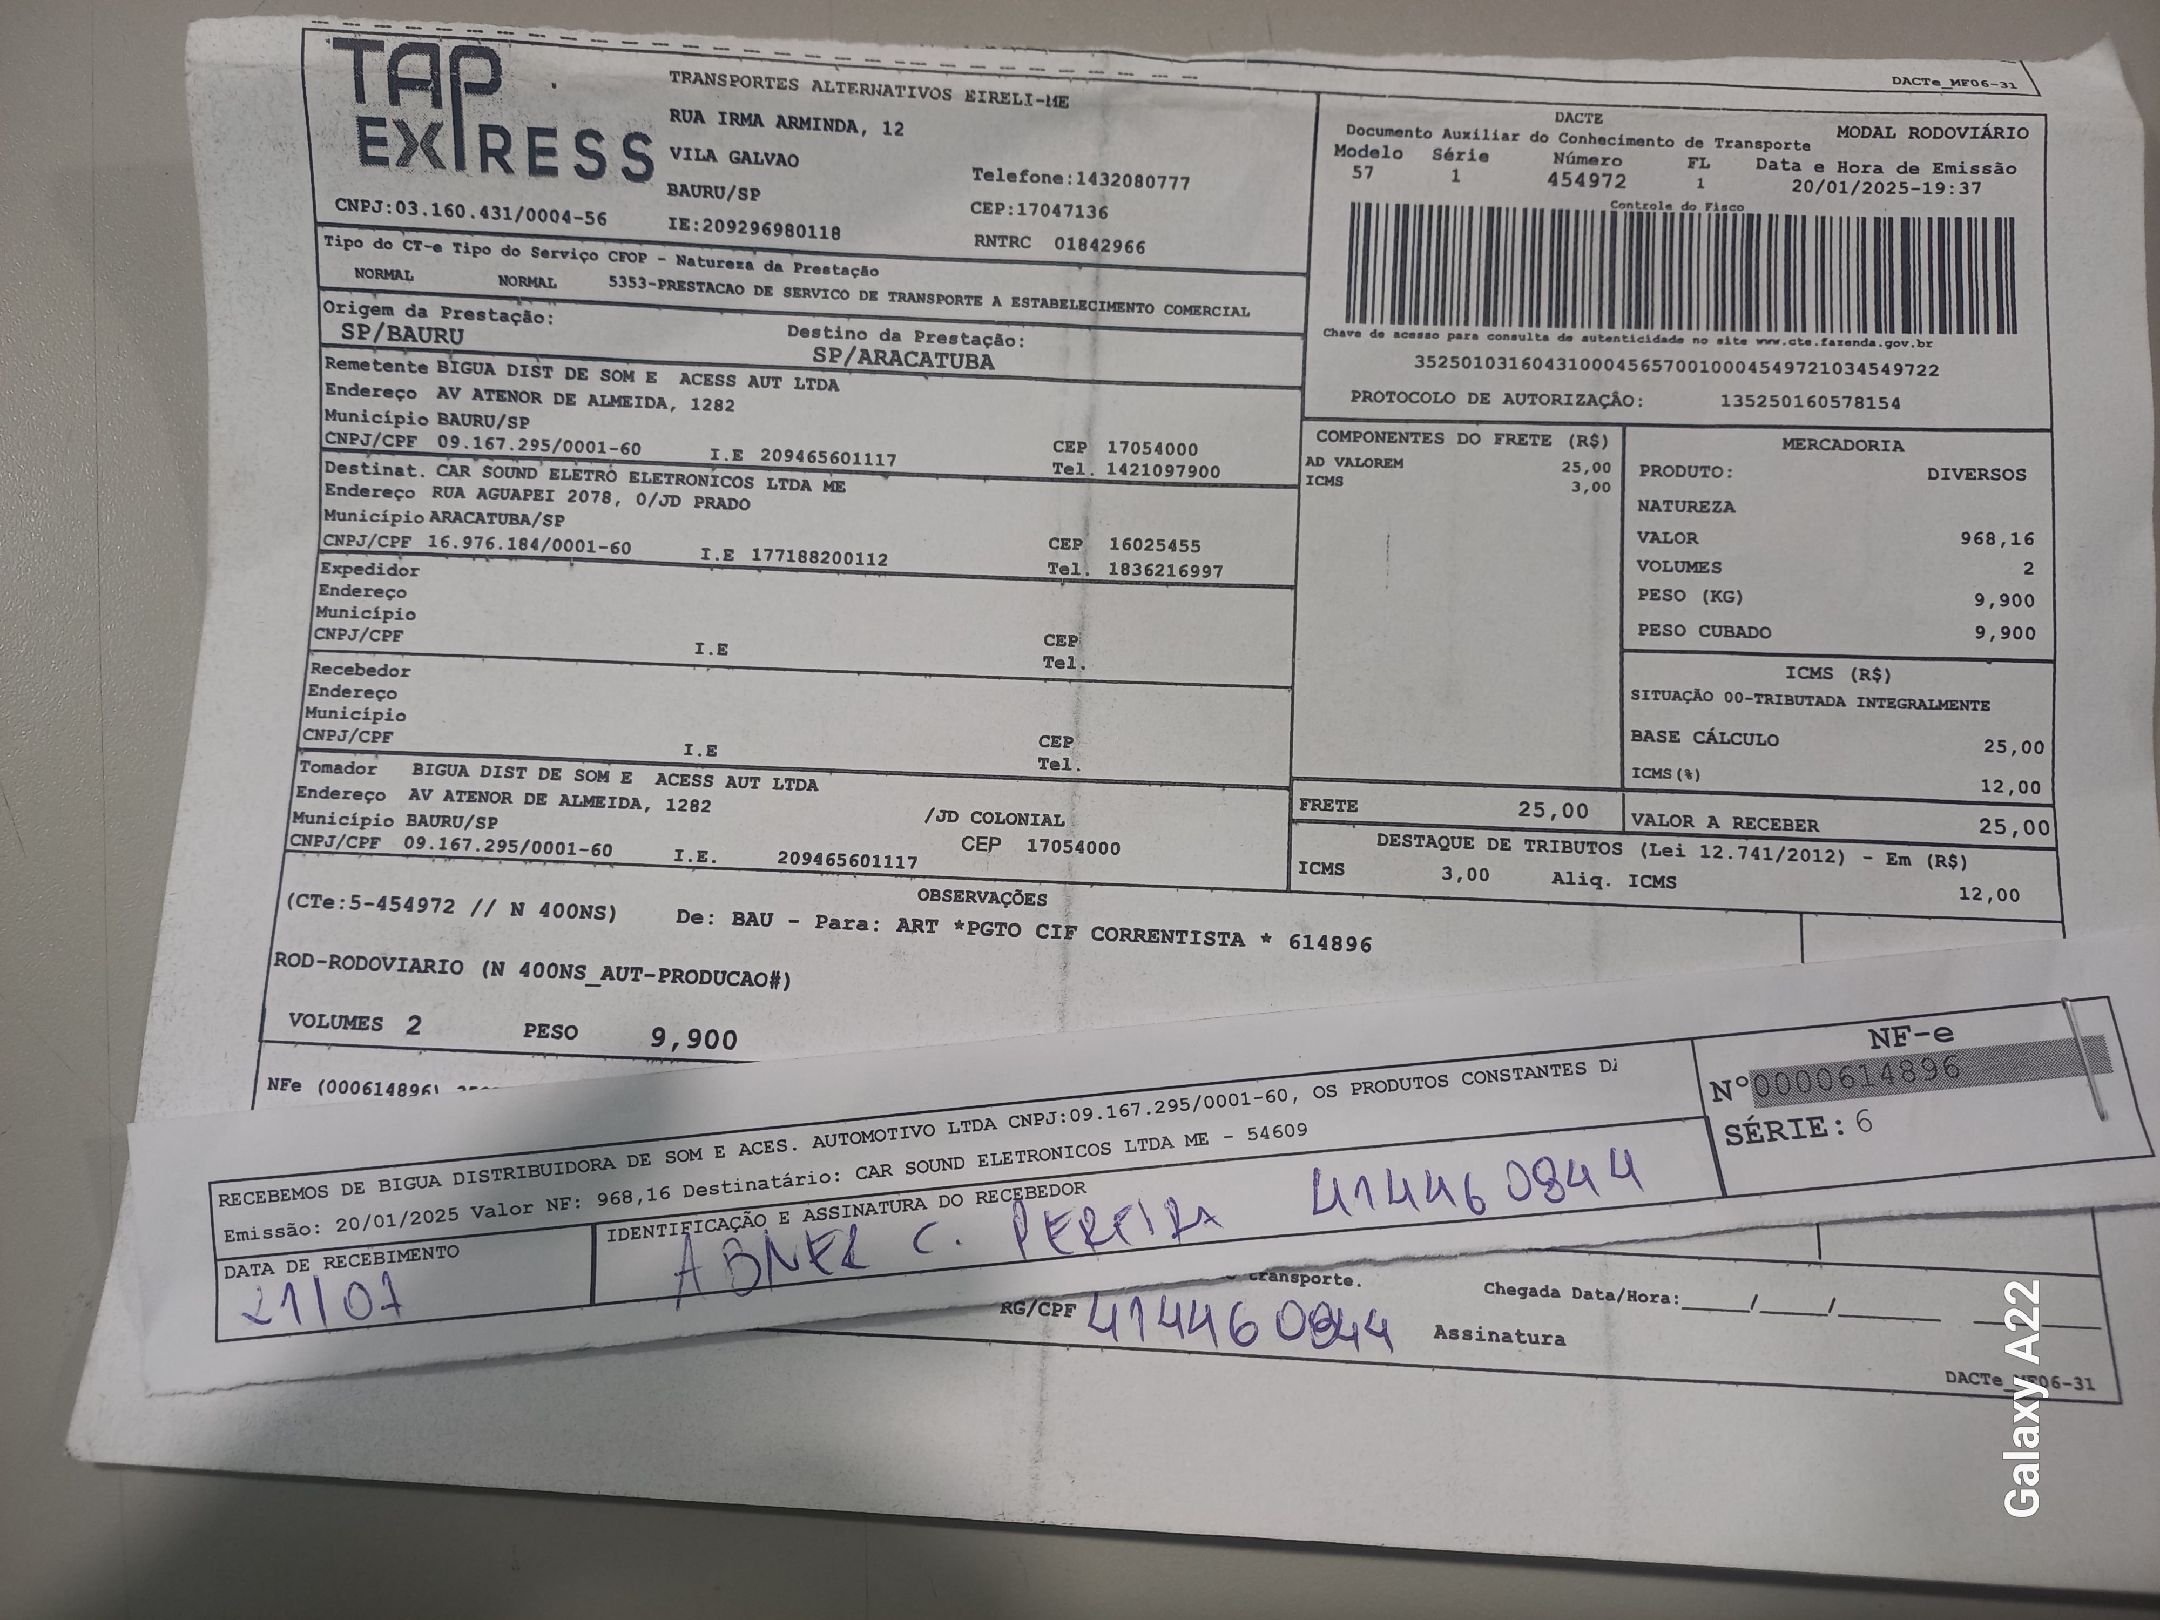 DACTe_MF06-31
TAP EXPRESS
TRANSPORTES ALTERNATIVOS EIRELI-ME
RUA IRMA ARMINDA, 12
VILA GALVAO
Telefone:1432080777
BAURU/SP
CEP:17047136
CNPJ:03.160.431/0004-56
IE:209296980118
RNTRC 01842966
DACTE
MODAL RODOVIÁRIO
Documento Auxiliar do Conhecimento de Transporte
Modelo Série Número FL Data e Hora de Emissão
57 1 454972 1 20/01/2025-19:37
Controle do Fisco
Chave de acesso para consulta de autenticidade no site www.cte.fazenda.gov.br
35250103160431000456570010004549721034549722
PROTOCOLO DE AUTORIZAÇÂO: 135250160578154
Tipo do CT-e Tipo do Serviço CFOP - Natureza da Prestação
NORMAL NORMAL 5353-PRESTACAO DE SERVICO DE TRANSPORTE A ESTABELECIMENTO COMERCIAL
Origem da Prestação: Destino da Prestação:
SP/BAURU SP/ARACATUBA
Remetente BIGUA DIST DE SOM E ACESS AUT LTDA
Endereço AV ATENOR DE ALMEIDA, 1282
Município BAURU/SP CEP 17054000
CNPJ/CPF 09.167.295/0001-60 I.E 209465601117 Tel. 1421097900
Destinat. CAR SOUND ELETRO ELETRONICOS LTDA ME
Endereço RUA AGUAPEI 2078, 0/JD PRADO
Município ARACATUBA/SP CEP 16025455
CNPJ/CPF 16.976.184/0001-60 I.E 177188200112 Tel. 1836216997
Expedidor
Endereço
Município CEP
CNPJ/CPF I.E Tel.
Recebedor
Endereço
Município CEP
CNPJ/CPF I.E Tel.
Tomador BIGUA DIST DE SOM E ACESS AUT LTDA
Endereço AV ATENOR DE ALMEIDA, 1282 /JD COLONIAL
Município BAURU/SP CEP 17054000
CNPJ/CPF 09.167.295/0001-60 I.E. 209465601117
COMPONENTES DO FRETE (R$)
AD VALOREM 25,00
ICMS 3,00
MERCADORIA
PRODUTO: DIVERSOS
NATUREZA
VALOR 968,16
VOLUMES 2
PESO (KG) 9,900
PESO CUBADO 9,900
ICMS (R$)
SITUAÇÃO 00-TRIBUTADA INTEGRALMENTE
BASE CÁLCULO 25,00
ICMS(%) 12,00
FRETE 25,00
VALOR A RECEBER 25,00
DESTAQUE DE TRIBUTOS (Lei 12.741/2012) - Em (R$)
ICMS 3,00 Aliq. ICMS 12,00
OBSERVAÇÕES
(CTe:5-454972 // N 400NS) De: BAU - Para: ART *PGTO CIF CORRENTISTA * 614896
ROD-RODOVIARIO (N 400NS_AUT-PRODUCAO#)
VOLUMES 2 PESO 9,900
NFe (000614896)
RECEBEMOS DE BIGUA DISTRIBUIDORA DE SOM E ACES. AUTOMOTIVO LTDA CNPJ:09.167.295/0001-60, OS PRODUTOS CONSTANTES
Emissão: 20/01/2025 Valor NF: 968,16 Destinatário: CAR SOUND ELETRONICOS LTDA ME - 54609
NF-e
N°0000614896
SÉRIE: 6
DATA DE RECEBIMENTO
21/01
IDENTIFICAÇÃO E ASSINATURA DO RECEBEDOR
ABNER C. PEREIRA 414460844
transporte.
RG/CPF 414460844
Chegada Data/Hora:____/____/______
Assinatura
DACTe_MF06-31
Galaxy A22